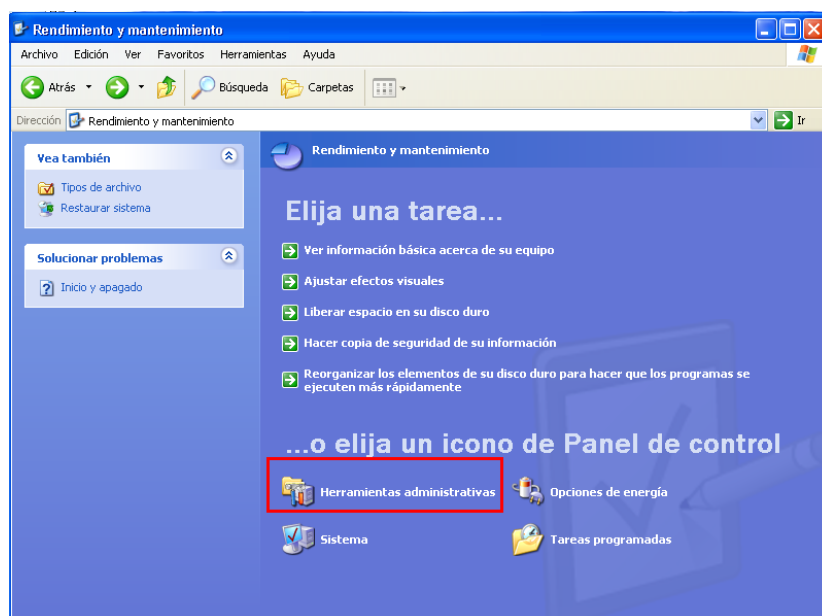 Rendimiento y mantenimiento
Archivo Edición Ver Favoritos Herramientas Ayuda
Atrás Búsqueda Carpetas
Dirección Rendimiento y mantenimiento Ir
Vea también
Tipos de archivo
Restaurar sistema
Solucionar problemas
Inicio y apagado
Rendimiento y mantenimiento
Elija una tarea...
Ver información básica acerca de su equipo
Ajustar efectos visuales
Liberar espacio en su disco duro
Hacer copia de seguridad de su información
Reorganizar los elementos de su disco duro para hacer que los programas se
ejecuten más rápidamente
...o elija un icono de Panel de control
Herramientas administrativas Opciones de energía
Sistema Tareas programadas